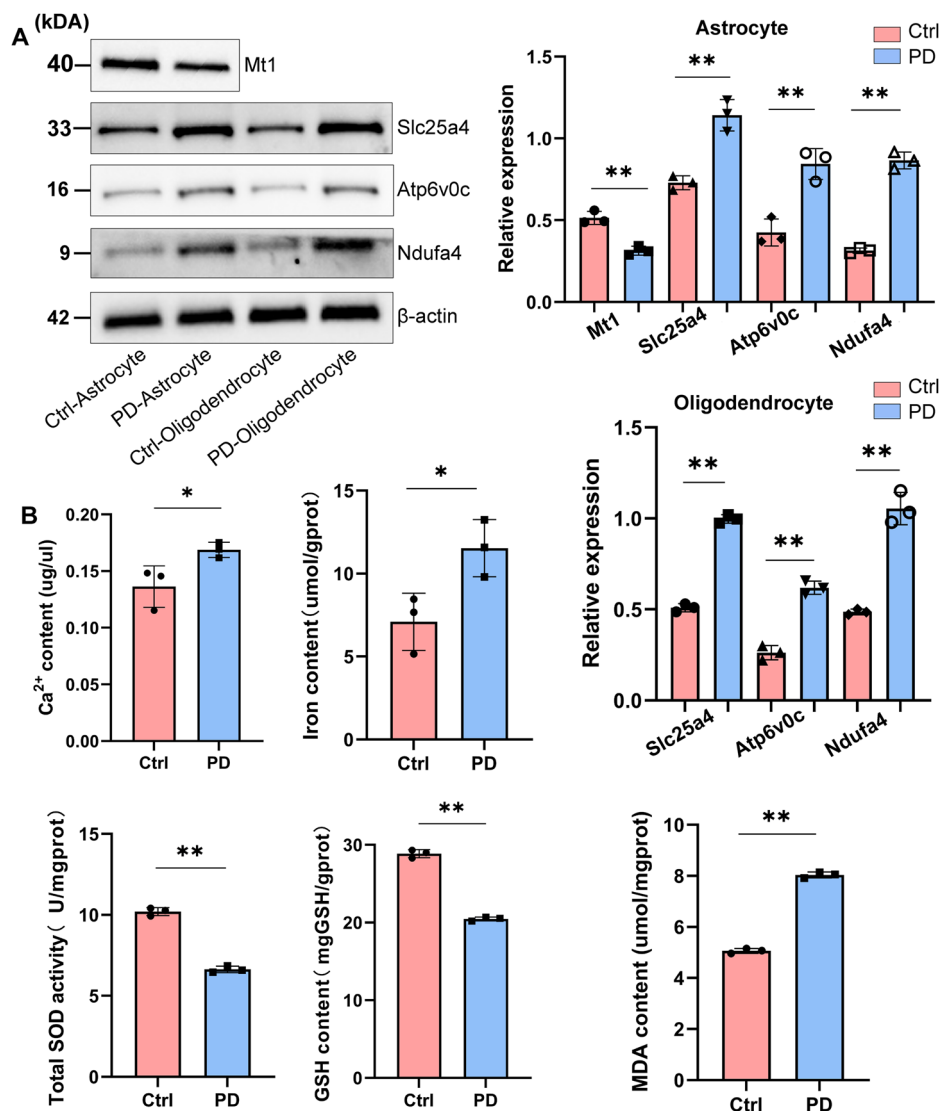 A
(kDA)
40
Mt1
33
Slc25a4
16
Atp6v0c
9
Ndufa4
42
β-actin
Ctrl-Astrocyte
PD-Astrocyte
Ctrl-Oligodendrocyte
PD-Oligodendrocyte
Astrocyte
Ctrl
PD
Relative expression
1.5
1.0
0.5
0.0
**
**
**
**
Mt1
Slc25a4
Atp6v0c
Ndufa4
Oligodendrocyte
Ctrl
PD
Relative expression
1.5
1.0
0.5
0.0
**
**
**
Slc25a4
Atp6v0c
Ndufa4
B
Ca²⁺ content (ug/ul)
0.20
0.15
0.10
0.05
0.00
*
Ctrl
PD
Iron content (umol/gprot)
15
10
5
0
*
Ctrl
PD
Total SOD activity ( U/mgprot)
15
10
5
0
**
Ctrl
PD
GSH content ( mgGSH/gprot)
30
20
10
0
**
Ctrl
PD
MDA content (umol/mgprot)
10
8
6
4
2
0
**
Ctrl
PD